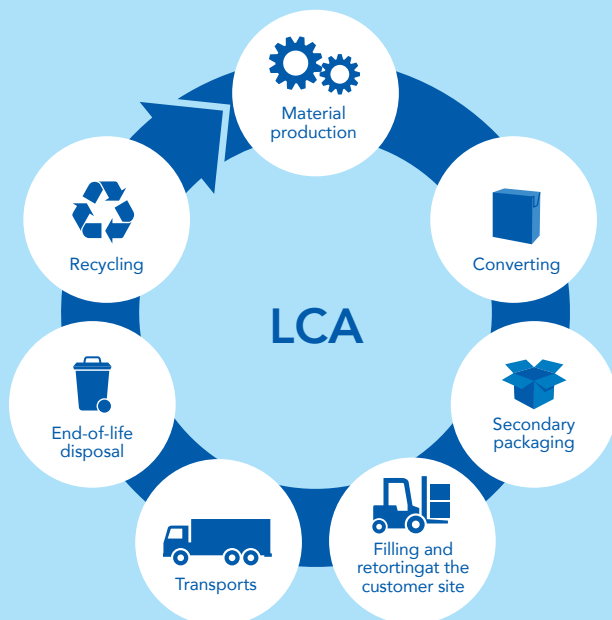 Material
production
Converting
Secondary
packaging
Filling and
retortingat the
customer site
Transports
End-of-life
disposal
Recycling
LCA